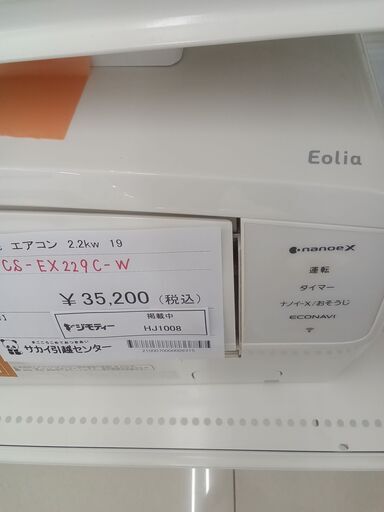 Eolia
nanoeX
運転
タイマー
ナノイーX/おそうじ
ECONAVI
エアコン 2.2kw 19
CS-EX229C-W
￥35,200（税込）
掲載中
ジモティー
HJ1008
サカイ引越センター